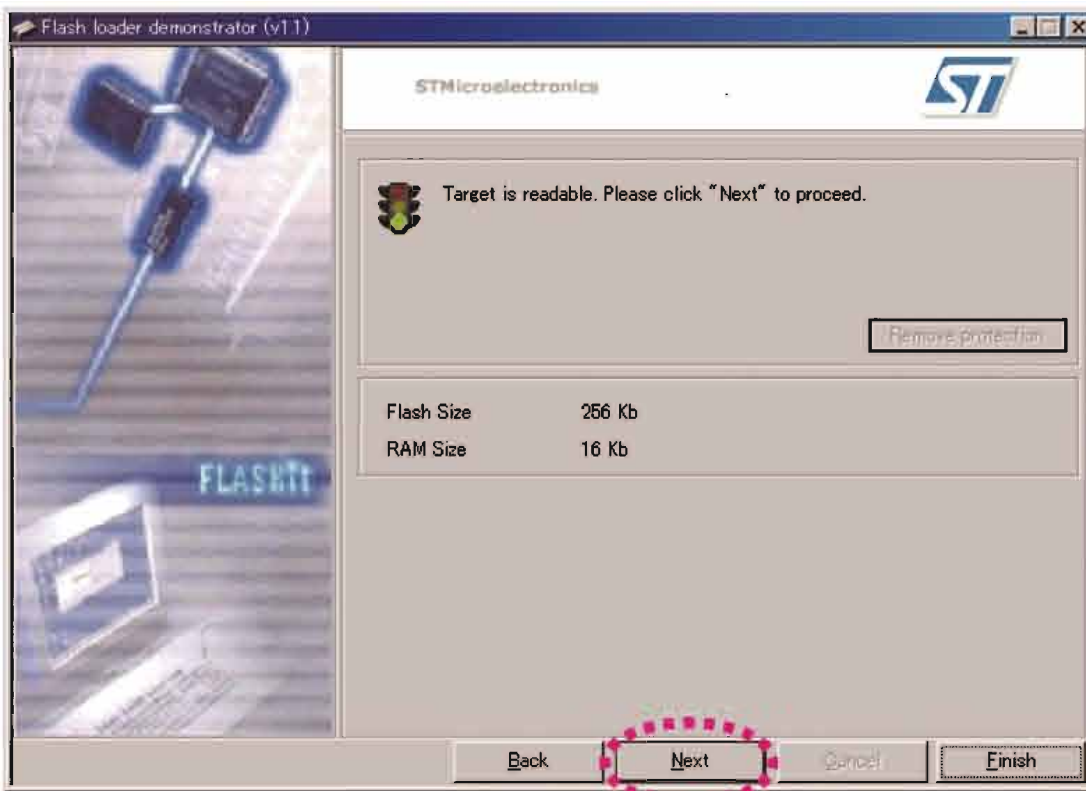 Flash loader demonstrator (v1.1)
STMicroelectronics
ST
Target is readable. Please click "Next" to proceed.
Remove protection
Flash Size 256 Kb
RAM Size 16 Kb
FLASHit
Back Next Cancel Finish